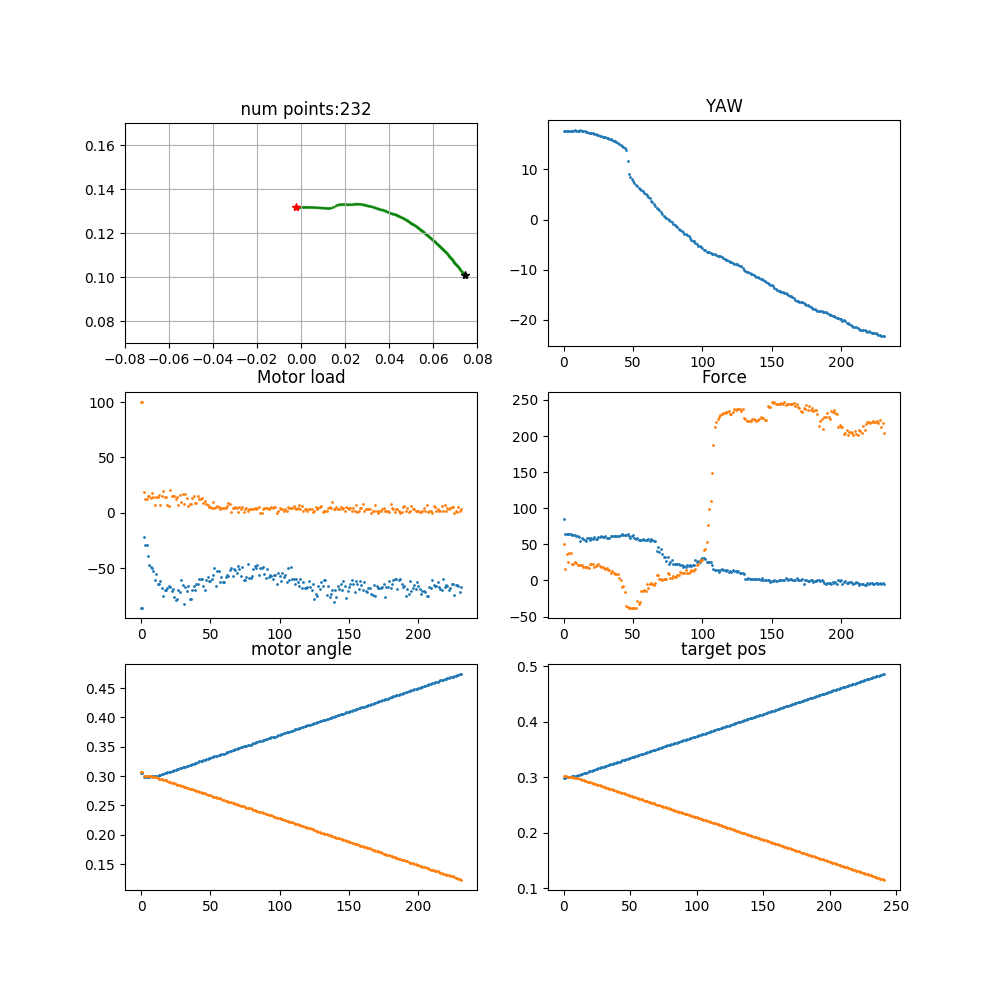 num points:232
0.16
0.14
0.12
0.10
0.08
−0.08 −0.06 −0.04 −0.02 0.00 0.02 0.04 0.06 0.08
YAW
10
0
−10
−20
0 50 100 150 200
Motor load
100
50
0
−50
0 50 100 150 200
Force
250
200
150
100
50
0
−50
0 50 100 150 200
motor angle
0.45
0.40
0.35
0.30
0.25
0.20
0.15
0 50 100 150 200
target pos
0.5
0.4
0.3
0.2
0.1
0 50 100 150 200 250